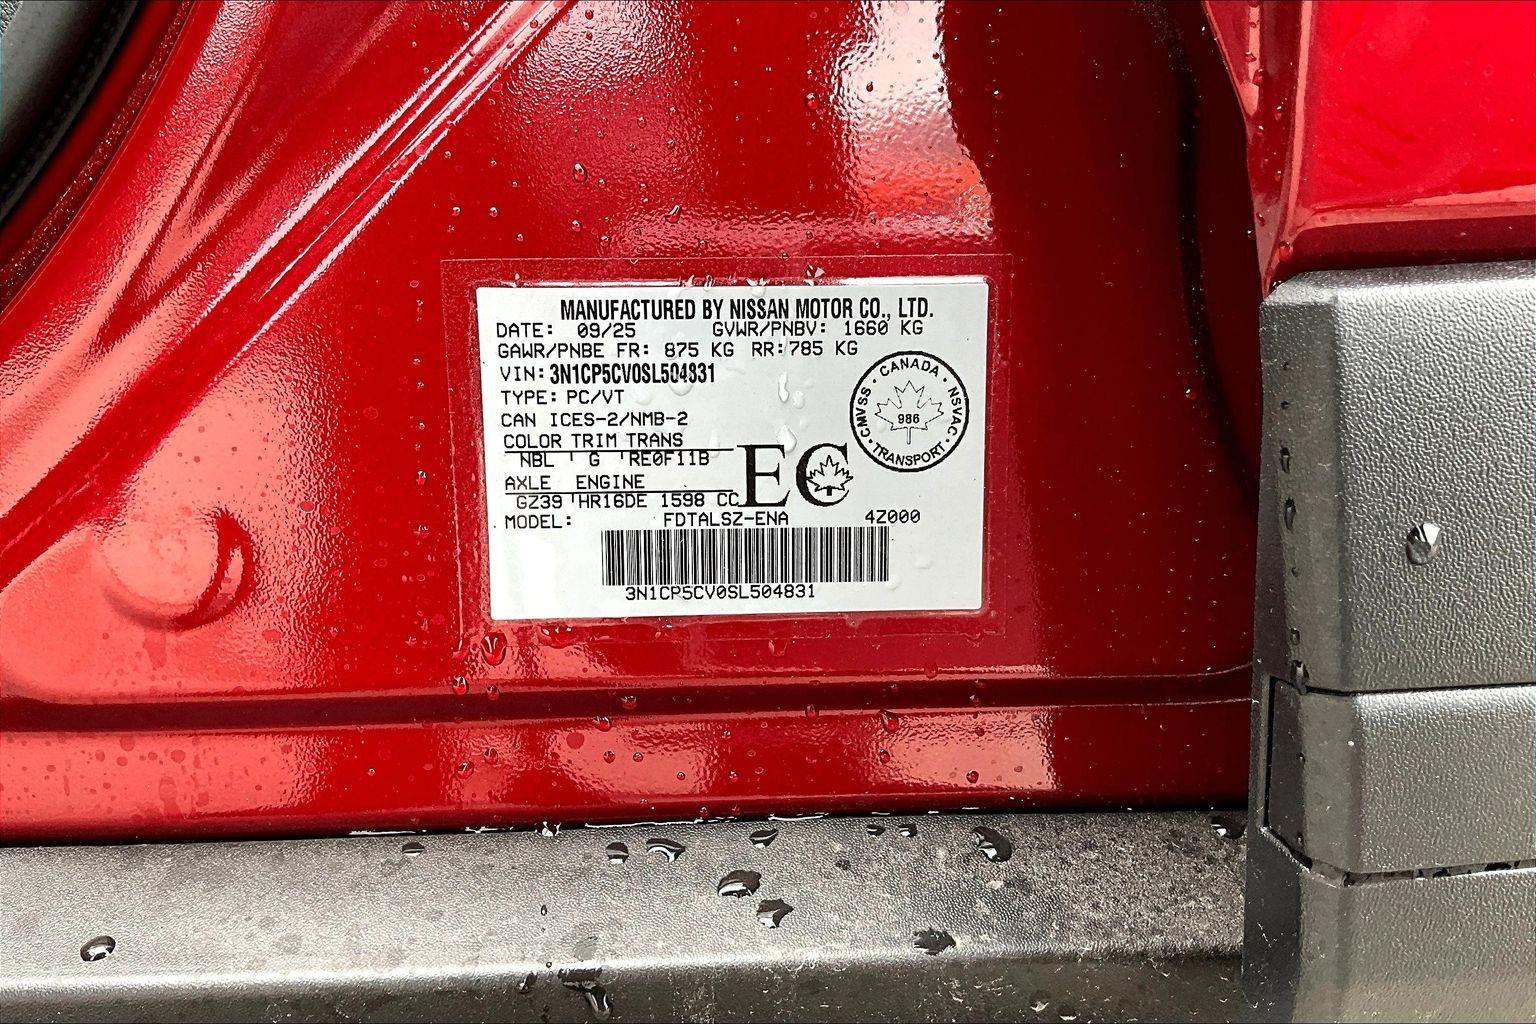 MANUFACTURED BY NISSAN MOTOR CO., LTD.
DATE: 09/25 GVWR/PNBV: 1660 KG
GAWR/PNBE FR: 875 KG RR:785 KG
VIN: 3N1CP5CV0SL504831
TYPE: PC/VT
CAN ICES-2/NMB-2
COLOR TRIM TRANS
NBL G RE0F11B
AXLE ENGINE
GZ39 HR16DE 1598 CC
MODEL: FDTALSZ-ENA 4Z000
3N1CP5CV0SL504831
EC
CANADA · NSVAC · TRANSPORT · CMVSS
986